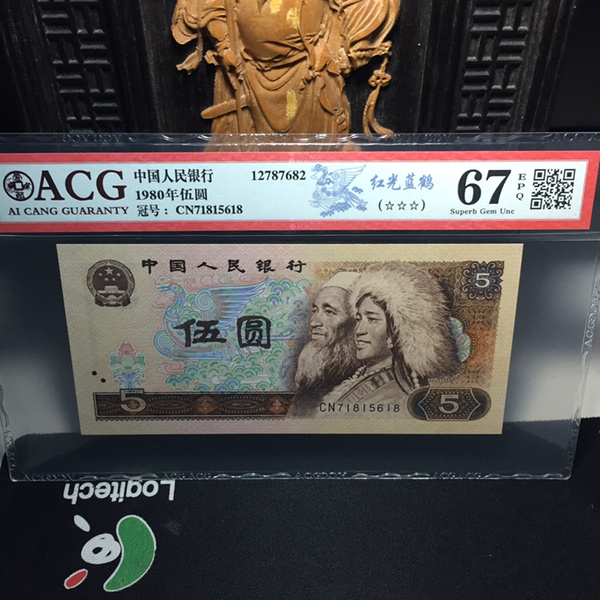 ACG
AI CANG GUARANTY
中国人民银行
1980年伍圆
冠号：CN71815618
12787682
红光蓝鹤
(☆☆☆)
67
EPQ
Superb Gem Unc
中国人民银行
5
伍圆
5
CN71815618
5
Logitech